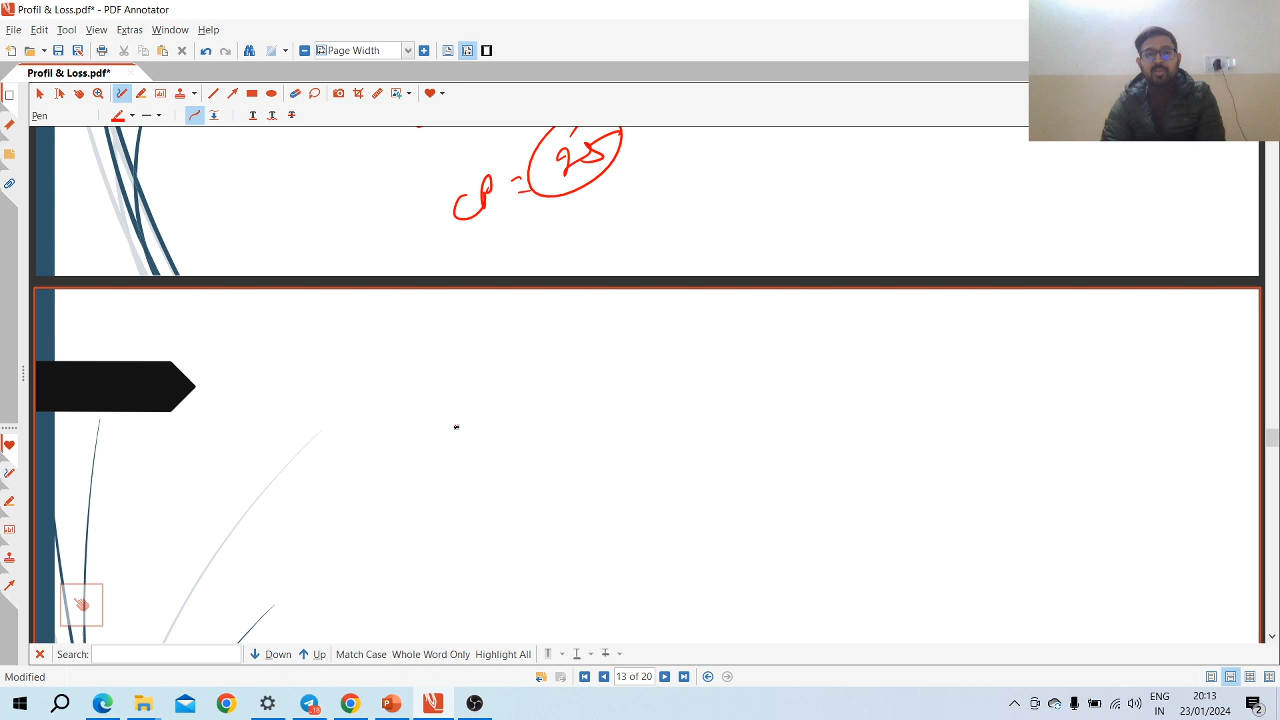 Profil & Loss.pdf* - PDF Annotator
File Edit Tool View Extras Window Help
Page Width
Profil & Loss.pdf*
Pen
CP = 25
Search: Down Up Match Case Whole Word Only Highlight All
Modified
13 of 20
18
ENG
IN
20:13
23/01/2024
2